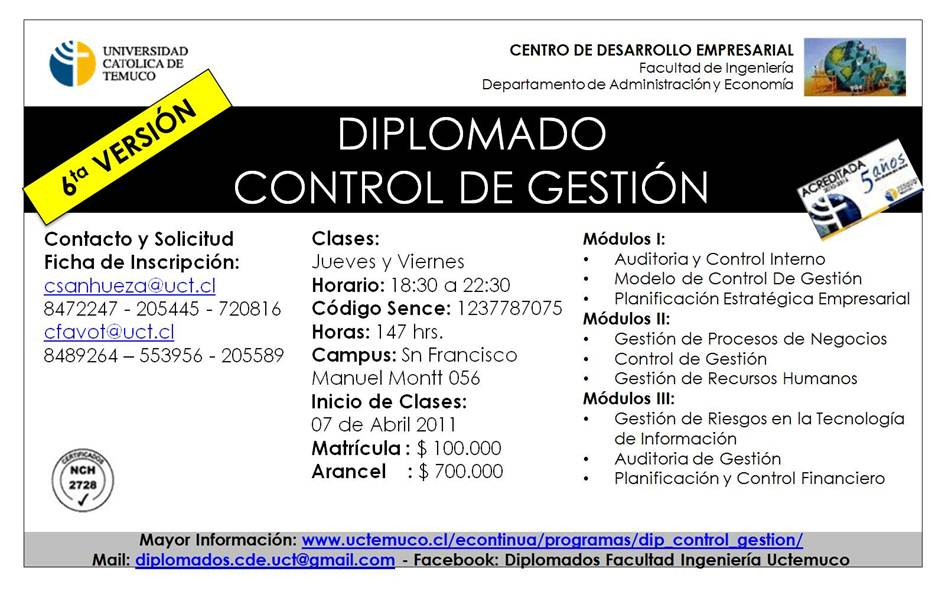 UNIVERSIDAD
CATOLICA DE
TEMUCO
CENTRO DE DESARROLLO EMPRESARIAL
Facultad de Ingeniería
Departamento de Administración y Economía
6ta VERSIÓN
DIPLOMADO
CONTROL DE GESTIÓN
ACREDITADA
5 años
Contacto y Solicitud
Ficha de Inscripción:
csanhueza@uct.cl
8472247 - 205445 - 720816
cfavot@uct.cl
8489264 – 553956 - 205589
CERTIFICADOS
NCH
2728
Clases:
Jueves y Viernes
Horario: 18:30 a 22:30
Código Sence: 1237787075
Horas: 147 hrs.
Campus: Sn Francisco
Manuel Montt 056
Inicio de Clases:
07 de Abril 2011
Matrícula : $ 100.000
Arancel : $ 700.000
Módulos I:
• Auditoria y Control Interno
• Modelo de Control De Gestión
• Planificación Estratégica Empresarial
Módulos II:
• Gestión de Procesos de Negocios
• Control de Gestión
• Gestión de Recursos Humanos
Módulos III:
• Gestión de Riesgos en la Tecnología
de Información
• Auditoria de Gestión
• Planificación y Control Financiero
Mayor Información: www.uctemuco.cl/econtinua/programas/dip_control_gestion/
Mail: diplomados.cde.uct@gmail.com - Facebook: Diplomados Facultad Ingeniería Uctemuco